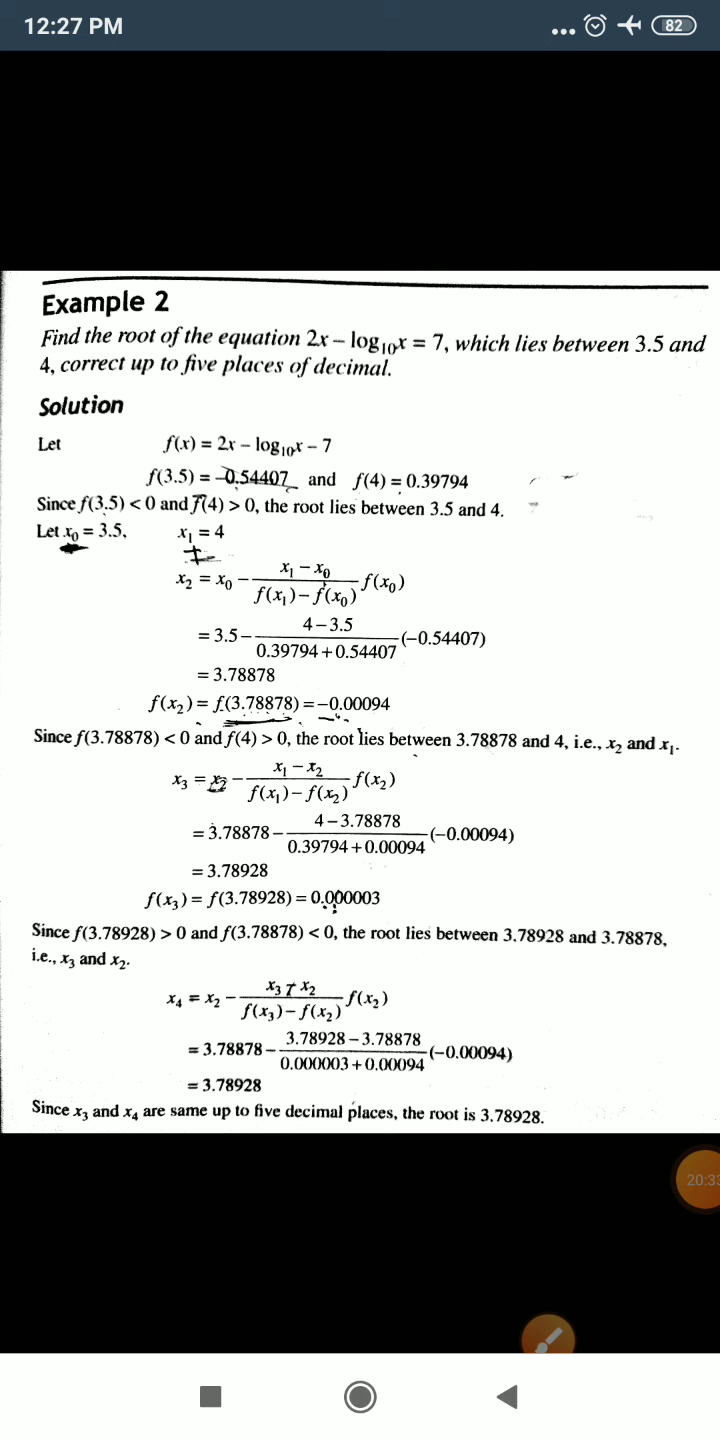 12:27 PM
82
Example 2
Find the root of the equation 2x – log₁₀x = 7, which lies between 3.5 and
4, correct up to five places of decimal.
Solution
Let f(x) = 2x – log₁₀x – 7
f(3.5) = –0.54407 and f(4) = 0.39794
Since f(3.5) < 0 and f(4) > 0, the root lies between 3.5 and 4.
Let x₀ = 3.5, x₁ = 4
x₂ = x₀ – (x₁ – x₀)/(f(x₁) – f(x₀)) f(x₀)
= 3.5 – (4 – 3.5)/(0.39794 + 0.54407) (–0.54407)
= 3.78878
f(x₂) = f(3.78878) = –0.00094
Since f(3.78878) < 0 and f(4) > 0, the root lies between 3.78878 and 4, i.e., x₂ and x₁.
x₃ = x₂ – (x₁ – x₂)/(f(x₁) – f(x₂)) f(x₂)
= 3.78878 – (4 – 3.78878)/(0.39794 + 0.00094) (–0.00094)
= 3.78928
f(x₃) = f(3.78928) = 0.000003
Since f(3.78928) > 0 and f(3.78878) < 0, the root lies between 3.78928 and 3.78878,
i.e., x₃ and x₂.
x₄ = x₂ – (x₃ – x₂)/(f(x₃) – f(x₂)) f(x₂)
= 3.78878 – (3.78928 – 3.78878)/(0.000003 + 0.00094) (–0.00094)
= 3.78928
Since x₃ and x₄ are same up to five decimal places, the root is 3.78928.